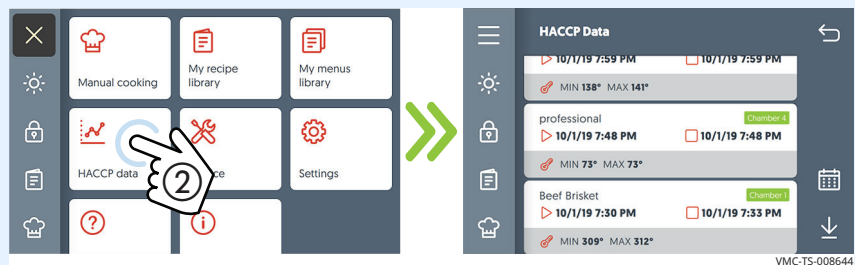 Manual cooking
My recipe
library
My menus
library
HACCP data
2
Settings
HACCP Data
10/1/19 7:59 PM 10/1/19 7:59 PM
MIN 138° MAX 141°
professional Chamber 4
10/1/19 7:48 PM 10/1/19 7:48 PM
MIN 73° MAX 73°
Beef Brisket Chamber 1
10/1/19 7:30 PM 10/1/19 7:33 PM
MIN 309° MAX 312°
VMC-TS-008644